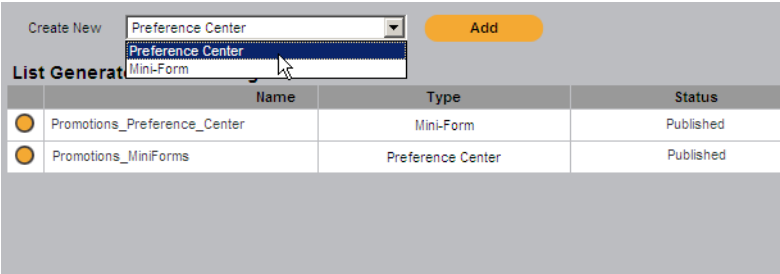 Create New Preference Center Add
Preference Center
Mini-Form
List Generat
Name Type Status
Promotions_Preference_Center Mini-Form Published
Promotions_MiniForms Preference Center Published